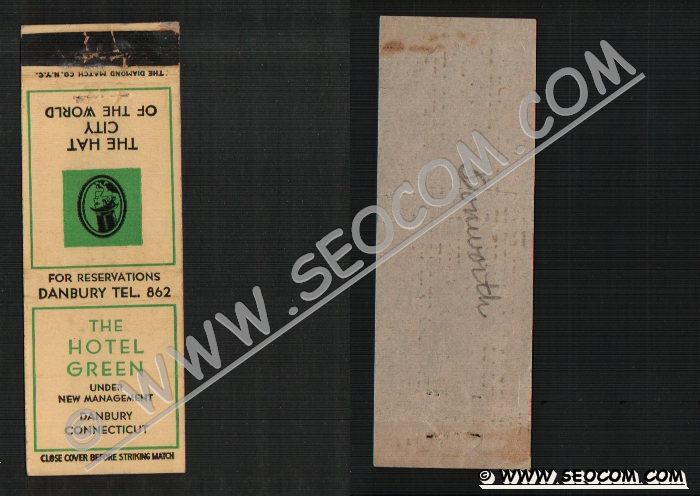 THE DIAMOND MATCH CO. N.Y.C.
THE HAT
CITY
OF THE WORLD
FOR RESERVATIONS
DANBURY TEL. 862
THE
HOTEL
GREEN
UNDER
NEW MANAGEMENT
DANBURY
CONNECTICUT
CLOSE COVER BEFORE STRIKING MATCH
© WWW.SEOCOM.COM
© WWW.SEOCOM.COM